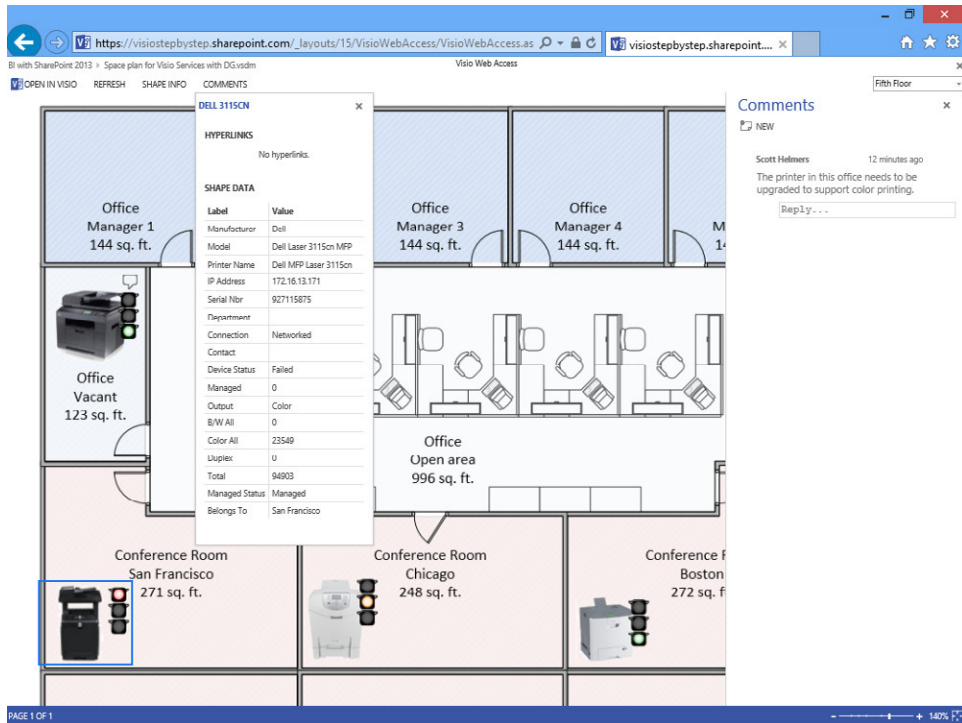 https://visiostepbystep.sharepoint.com/_layouts/15/VisioWebAccess/VisioWebAccess.as
visiostepbystep.sharepoint....
BI with SharePoint 2013 › Space plan for Visio Services with DG.vsdm
Visio Web Access
OPEN IN VISIO REFRESH SHAPE INFO COMMENTS
Fifth Floor
DELL 3115CN
HYPERLINKS
No hyperlinks.
SHAPE DATA
Label Value
Manufacturer Dell
Model Dell Laser 3115cn MFP
Printer Name Dell MFP Laser 3115cn
IP Address 172.16.13.171
Serial Nbr 927115875
Department
Connection Networked
Contact
Device Status Failed
Managed 0
Output Color
B/W All 0
Color All 23549
Duplex 0
Total 94903
Managed Status Managed
Belongs To San Francisco
Comments
NEW
Scott Helmers 12 minutes ago
The printer in this office needs to be
upgraded to support color printing.
Reply...
Office
Manager 1
144 sq. ft.
Office
Manager 3
144 sq. ft.
Office
Manager 4
144 sq. ft.
M
14
Office
Vacant
123 sq. ft.
Office
Open area
996 sq. ft.
Conference Room
San Francisco
271 sq. ft.
Conference Room
Chicago
248 sq. ft.
Conference R
Boston
272 sq. f
PAGE 1 OF 1
140%